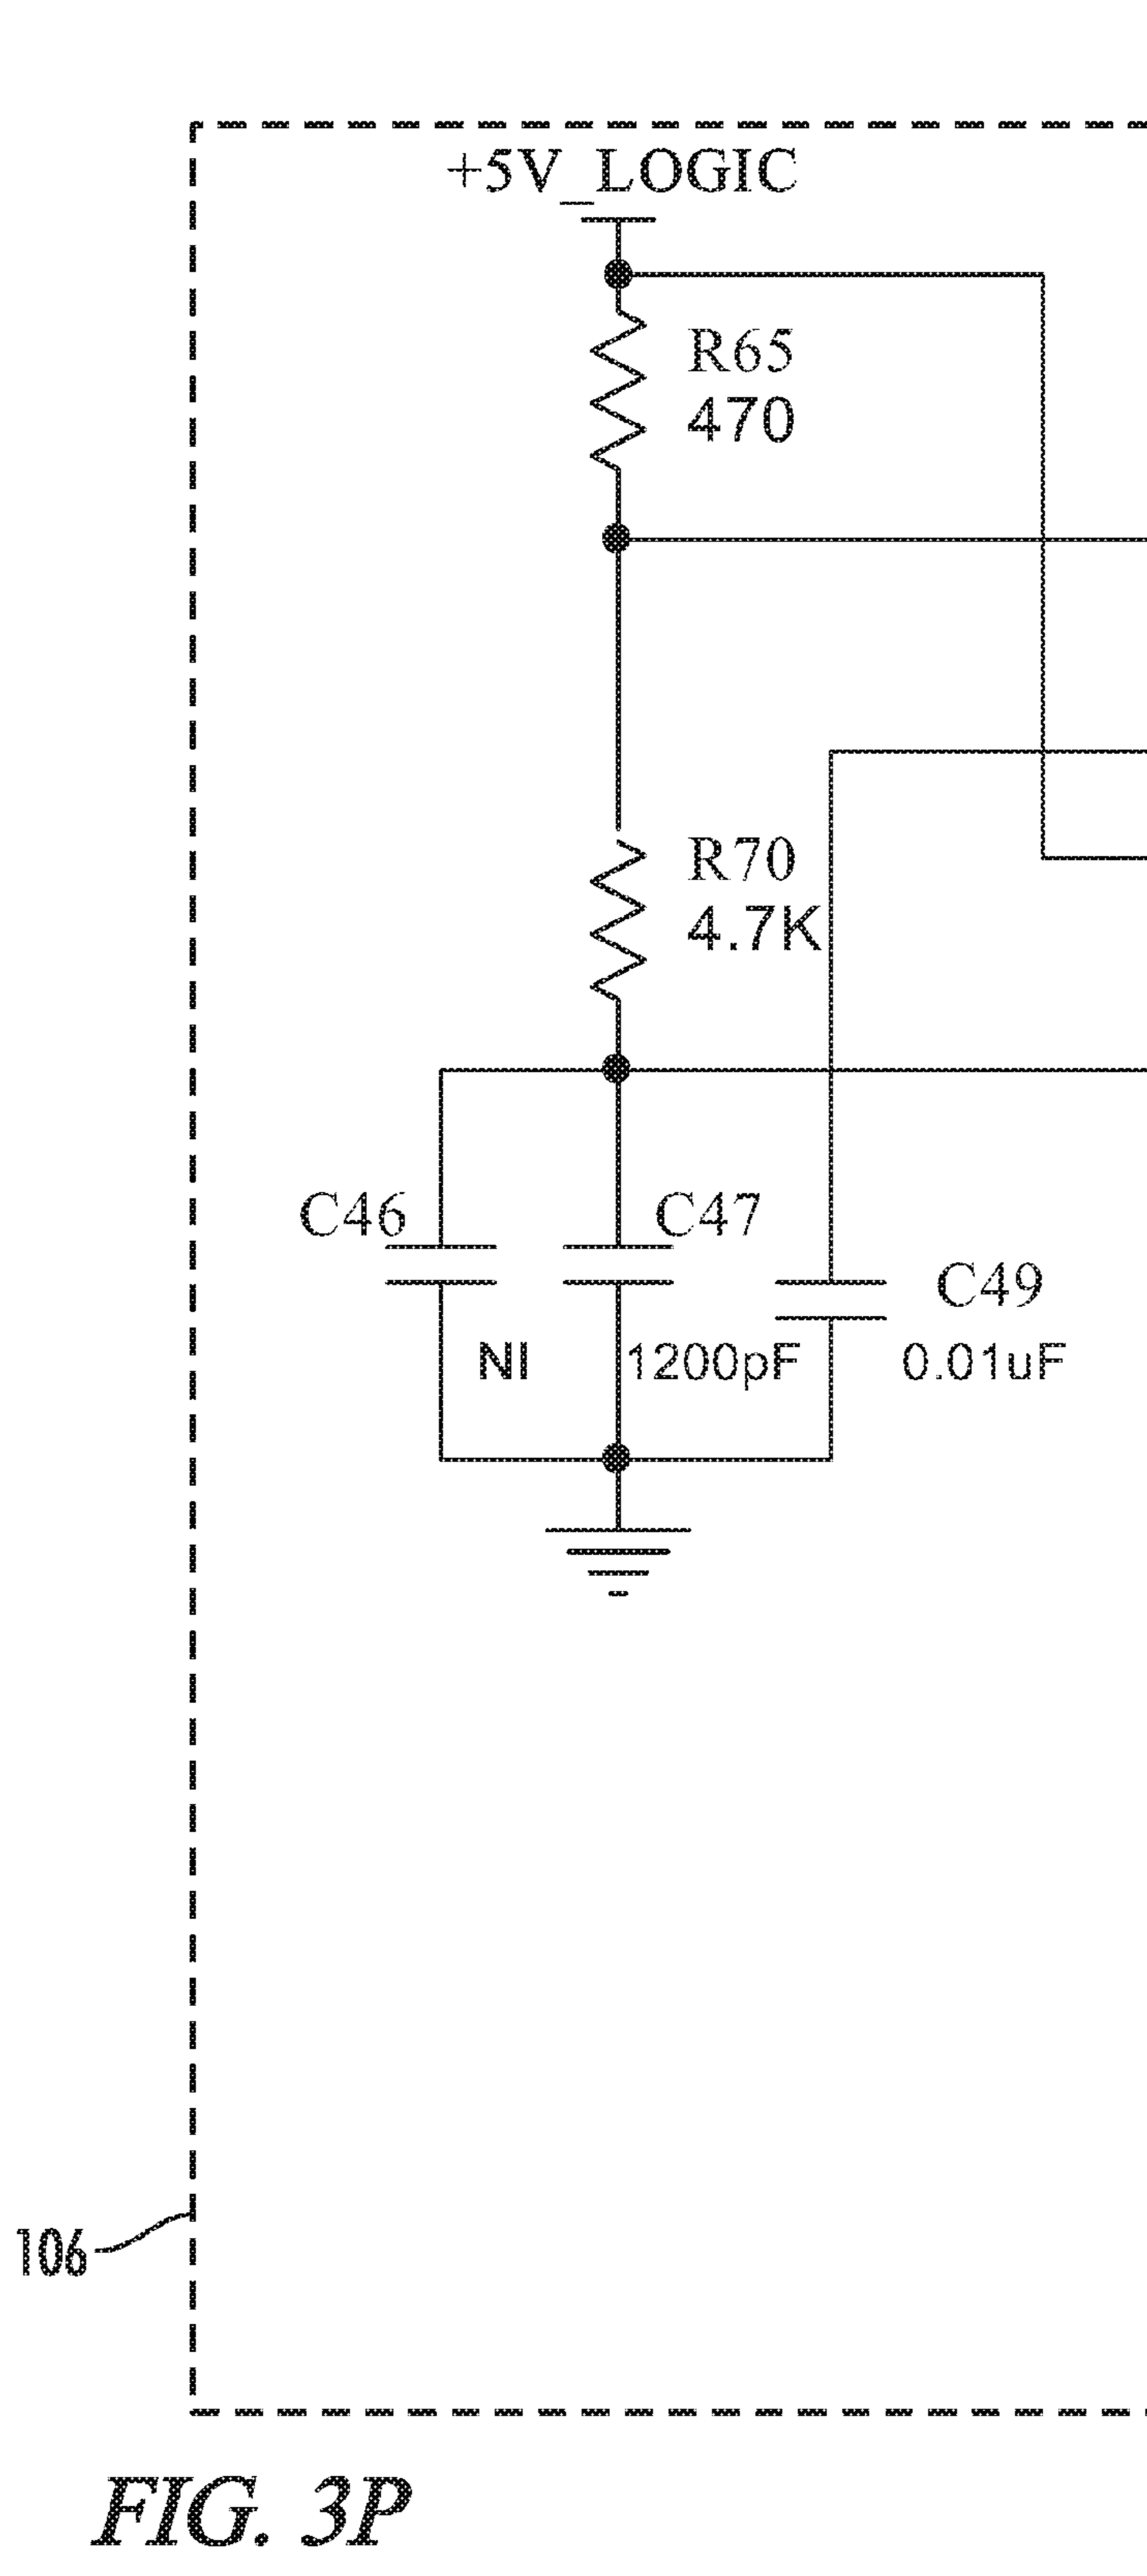 +5V_LOGIC
R65
470
R70
4.7K
C46
C47
C49
NI
1200pF
0.01uF
106
FIG. 3P